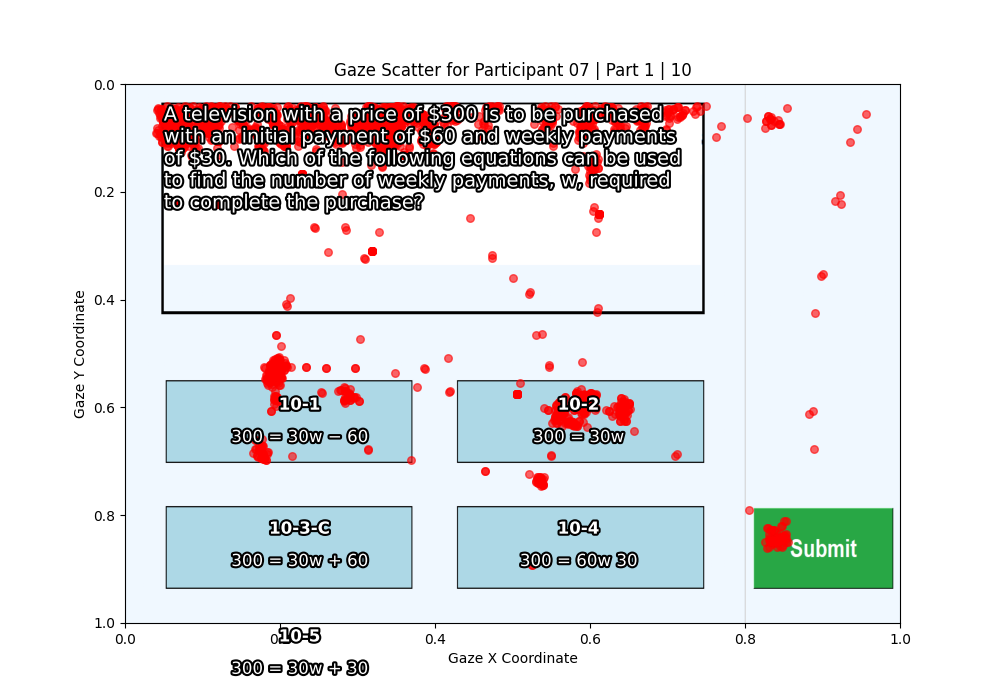 Gaze Scatter for Participant 07 | Part 1 | 10
A television with a price of $300 is to be purchased
with an initial payment of $60 and weekly payments
of $30. Which of the following equations can be used
to find the number of weekly payments, w, required
to complete the purchase?
10-1
300 = 30w − 60
10-2
300 = 30w
10-3-C
300 = 30w + 60
10-4
300 = 60w 30
Submit
10-5
300 = 30w + 30
0.0
0.2
0.4
0.6
0.8
1.0
Gaze Y Coordinate
0.0
0.2
0.4
0.6
0.8
1.0
Gaze X Coordinate